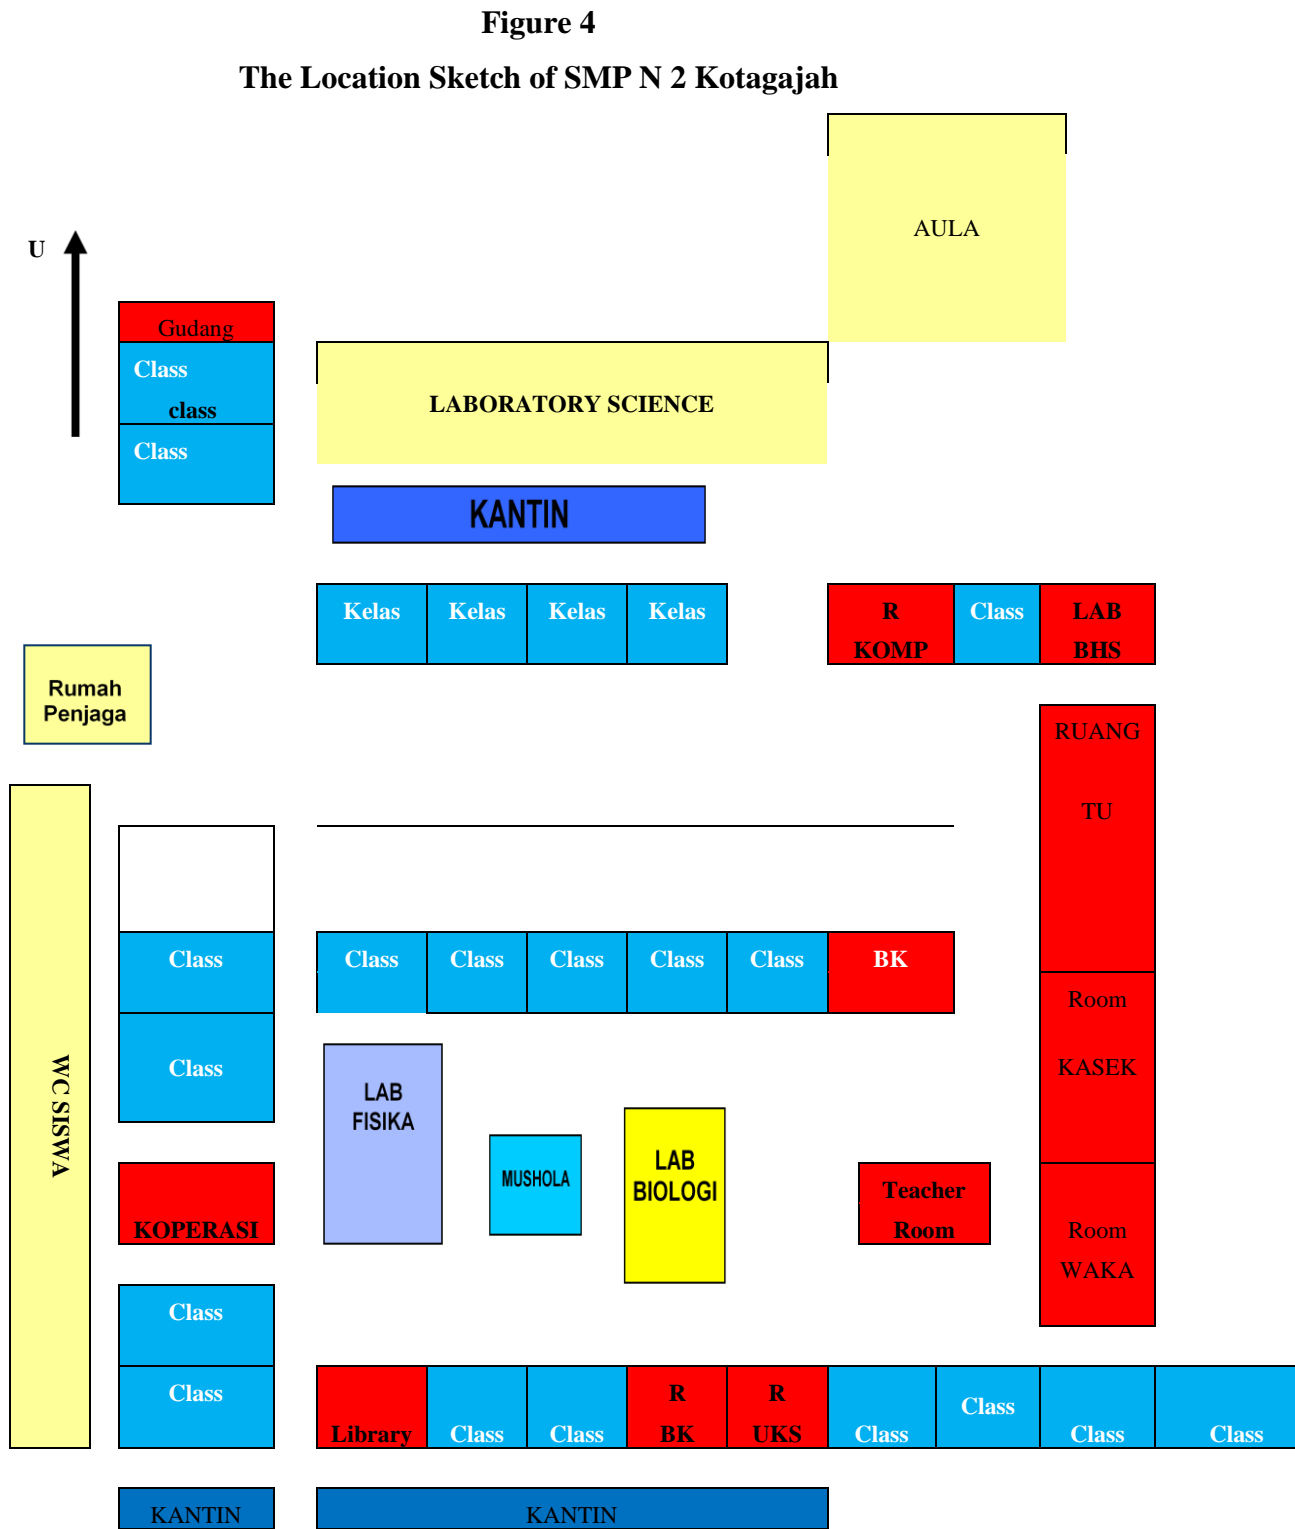 Figure 4
The Location Sketch of SMP N 2 Kotagajah
AULA
U
Gudang
Class
class
LABORATORY SCIENCE
Class
KANTIN
Kelas Kelas Kelas Kelas R Class LAB
KOMP BHS
Rumah
Penjaga
RUANG
TU
Class Class Class Class Class Class BK
Room
KASEK
Class
WC SISWA
LAB
FISIKA
MUSHOLA
LAB
BIOLOGI
KOPERASI
Teacher
Room
Room
WAKA
Class
Class
Library
Class
Class
R
BK
R
UKS
Class
Class
Class
Class
KANTIN
KANTIN